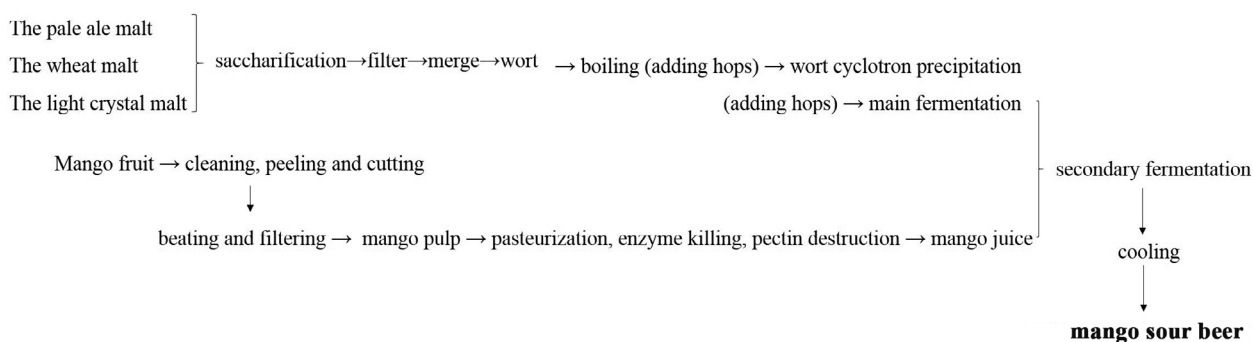 The pale ale malt
The wheat malt
The light crystal malt
saccharification→filter→merge→wort → boiling (adding hops) → wort cyclotron precipitation
(adding hops) → main fermentation
Mango fruit → cleaning, peeling and cutting
beating and filtering → mango pulp → pasteurization, enzyme killing, pectin destruction → mango juice
secondary fermentation
cooling
mango sour beer